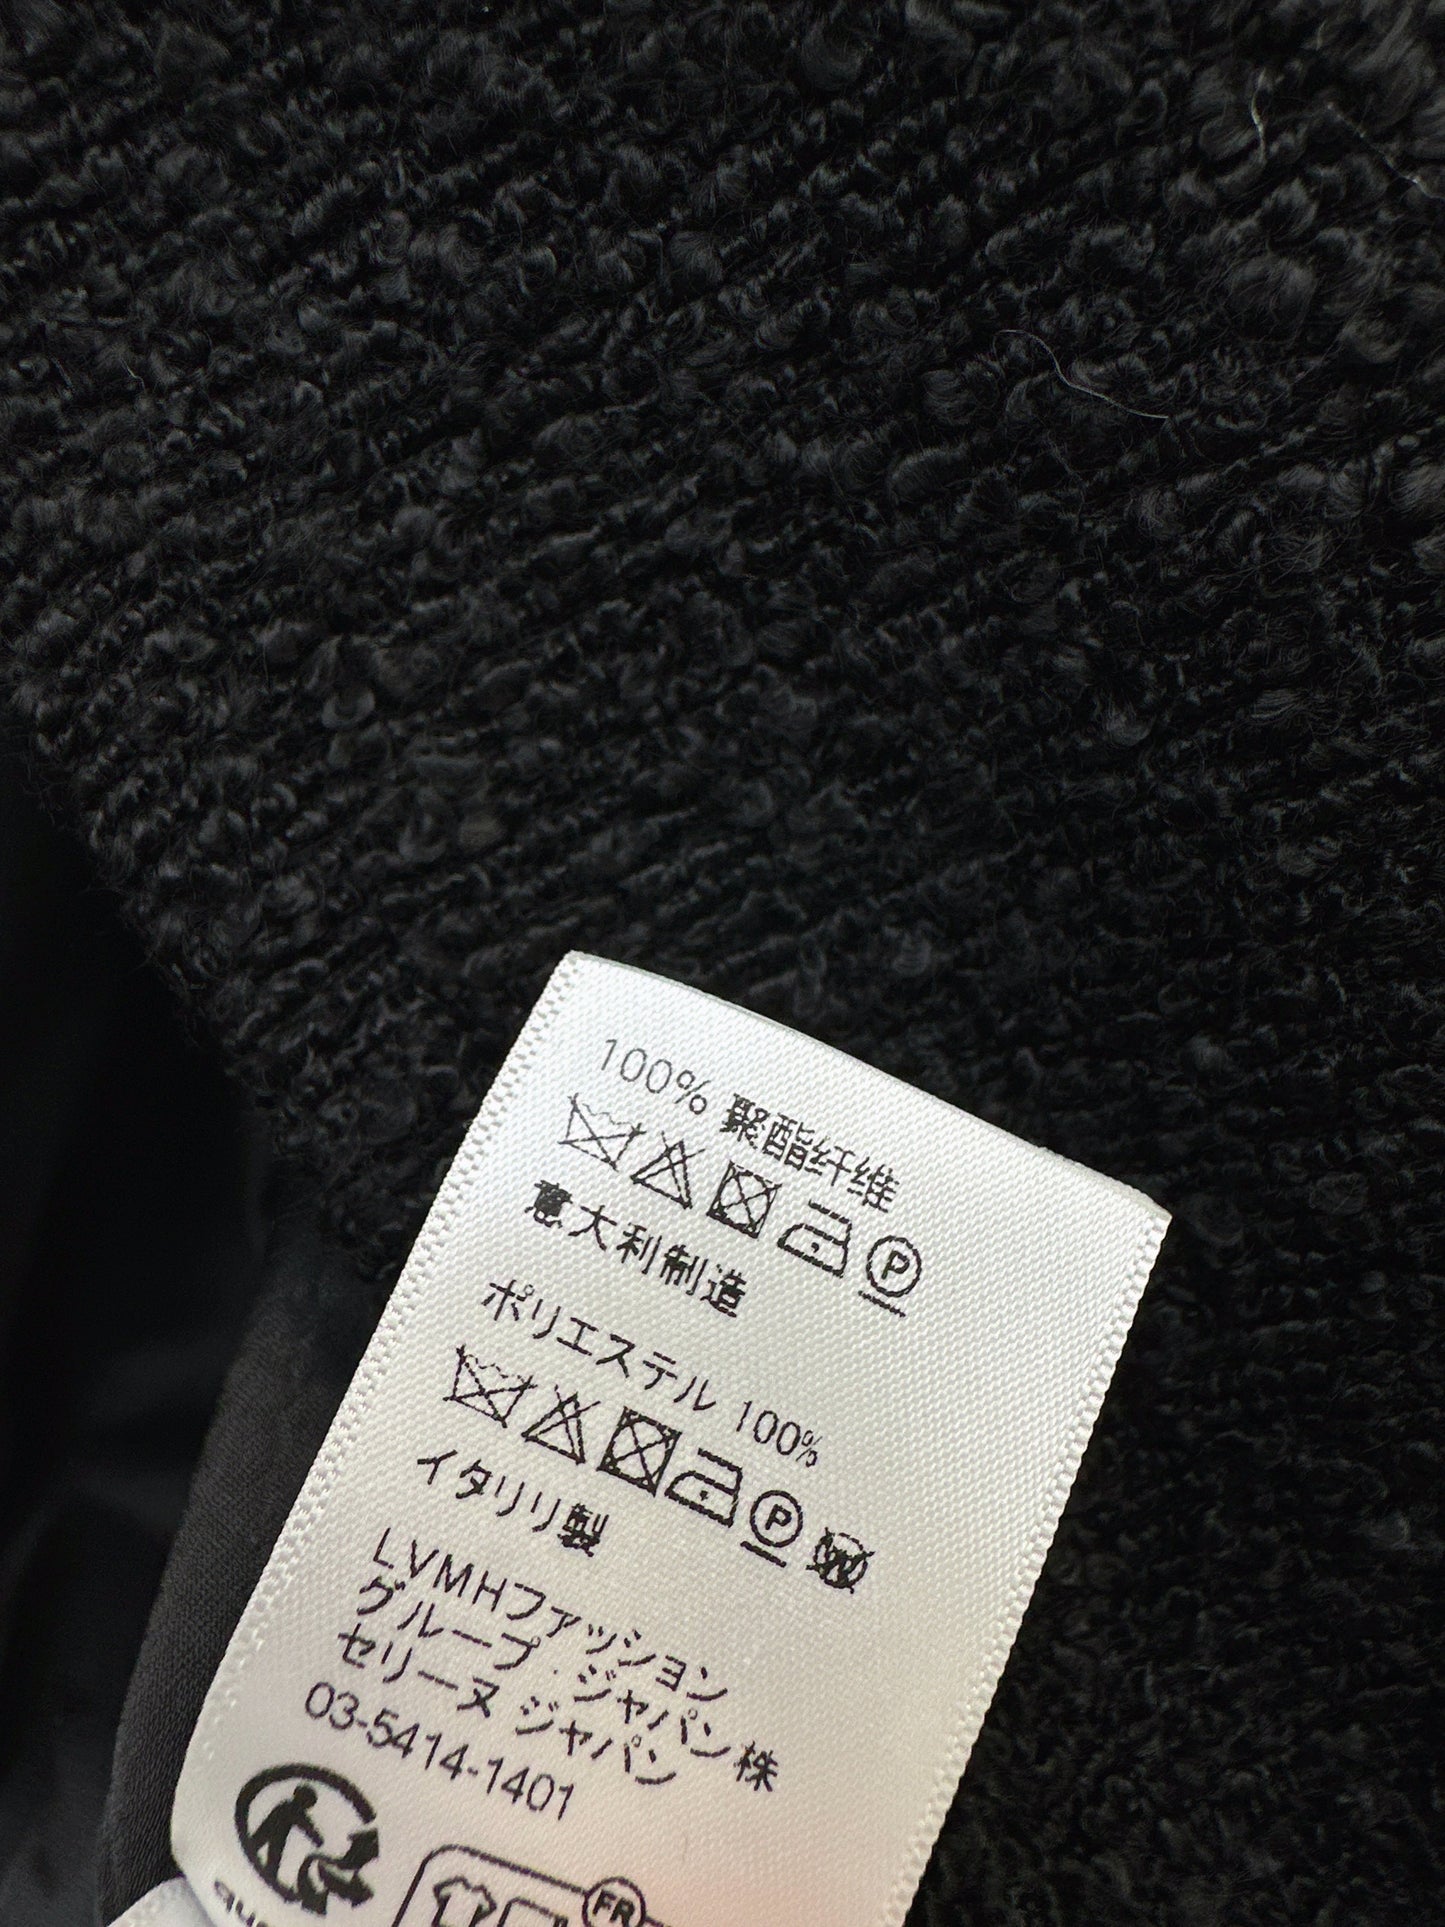 100% 聚酯纤维
P
意大利制造
ポリエステル 100%
P W
イタリリ製
LVMHファッション
グループ・ジャパン株
セリーヌ ジャパン
03-5414-1401
FR